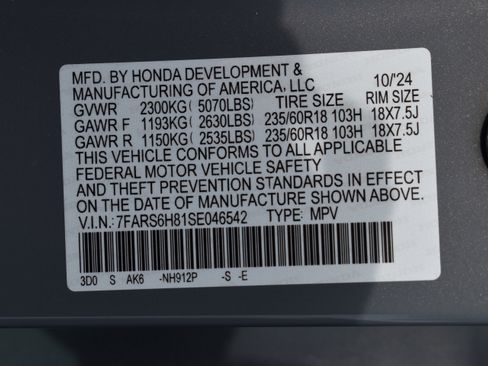 MFD. BY HONDA DEVELOPMENT &
MANUFACTURING OF AMERICA, LLC 10/'24
GVWR 2300KG( 5070LBS) TIRE SIZE RIM SIZE
GAWR F 1193KG( 2630LBS) 235/60R18 103H 18X7.5J
GAWR R 1150KG( 2535LBS) 235/60R18 103H 18X7.5J
THIS VEHICLE CONFORMS TO ALL APPLICABLE
FEDERAL MOTOR VEHICLE SAFETY
AND THEFT PREVENTION STANDARDS IN EFFECT
ON THE DATE OF MANUFACTURE SHOWN ABOVE.
V.I.N.:7FARS6H81SE046542 TYPE: MPV
3D0 S AK6 -NH912P -S -E